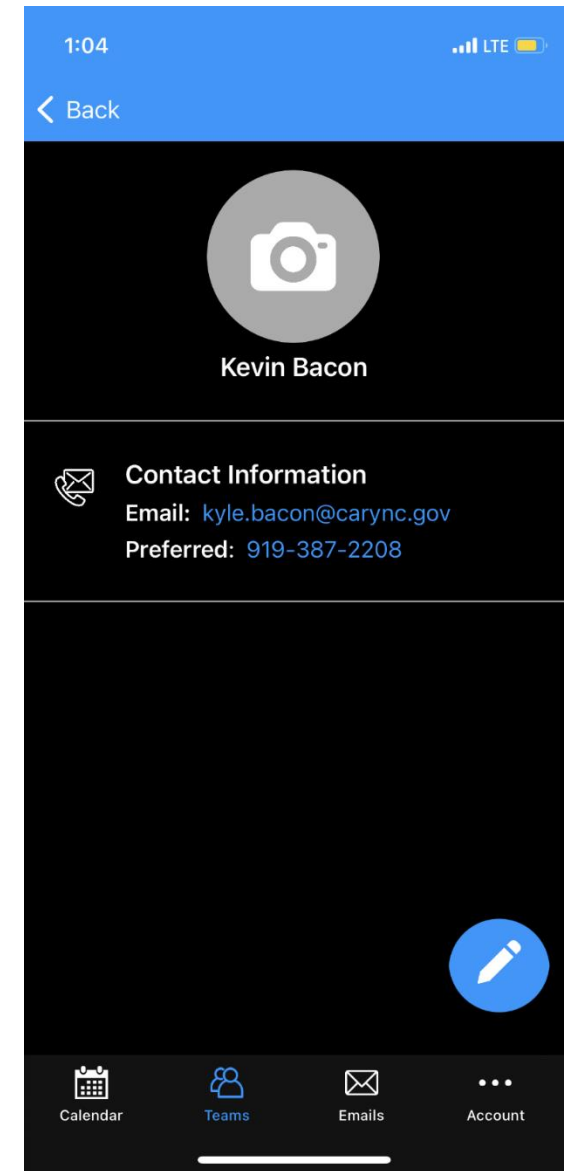 1:04
LTE
Back
Kevin Bacon
Contact Information
Email: kyle.bacon@carync.gov
Preferred: 919-387-2208
Calendar
Teams
Emails
Account